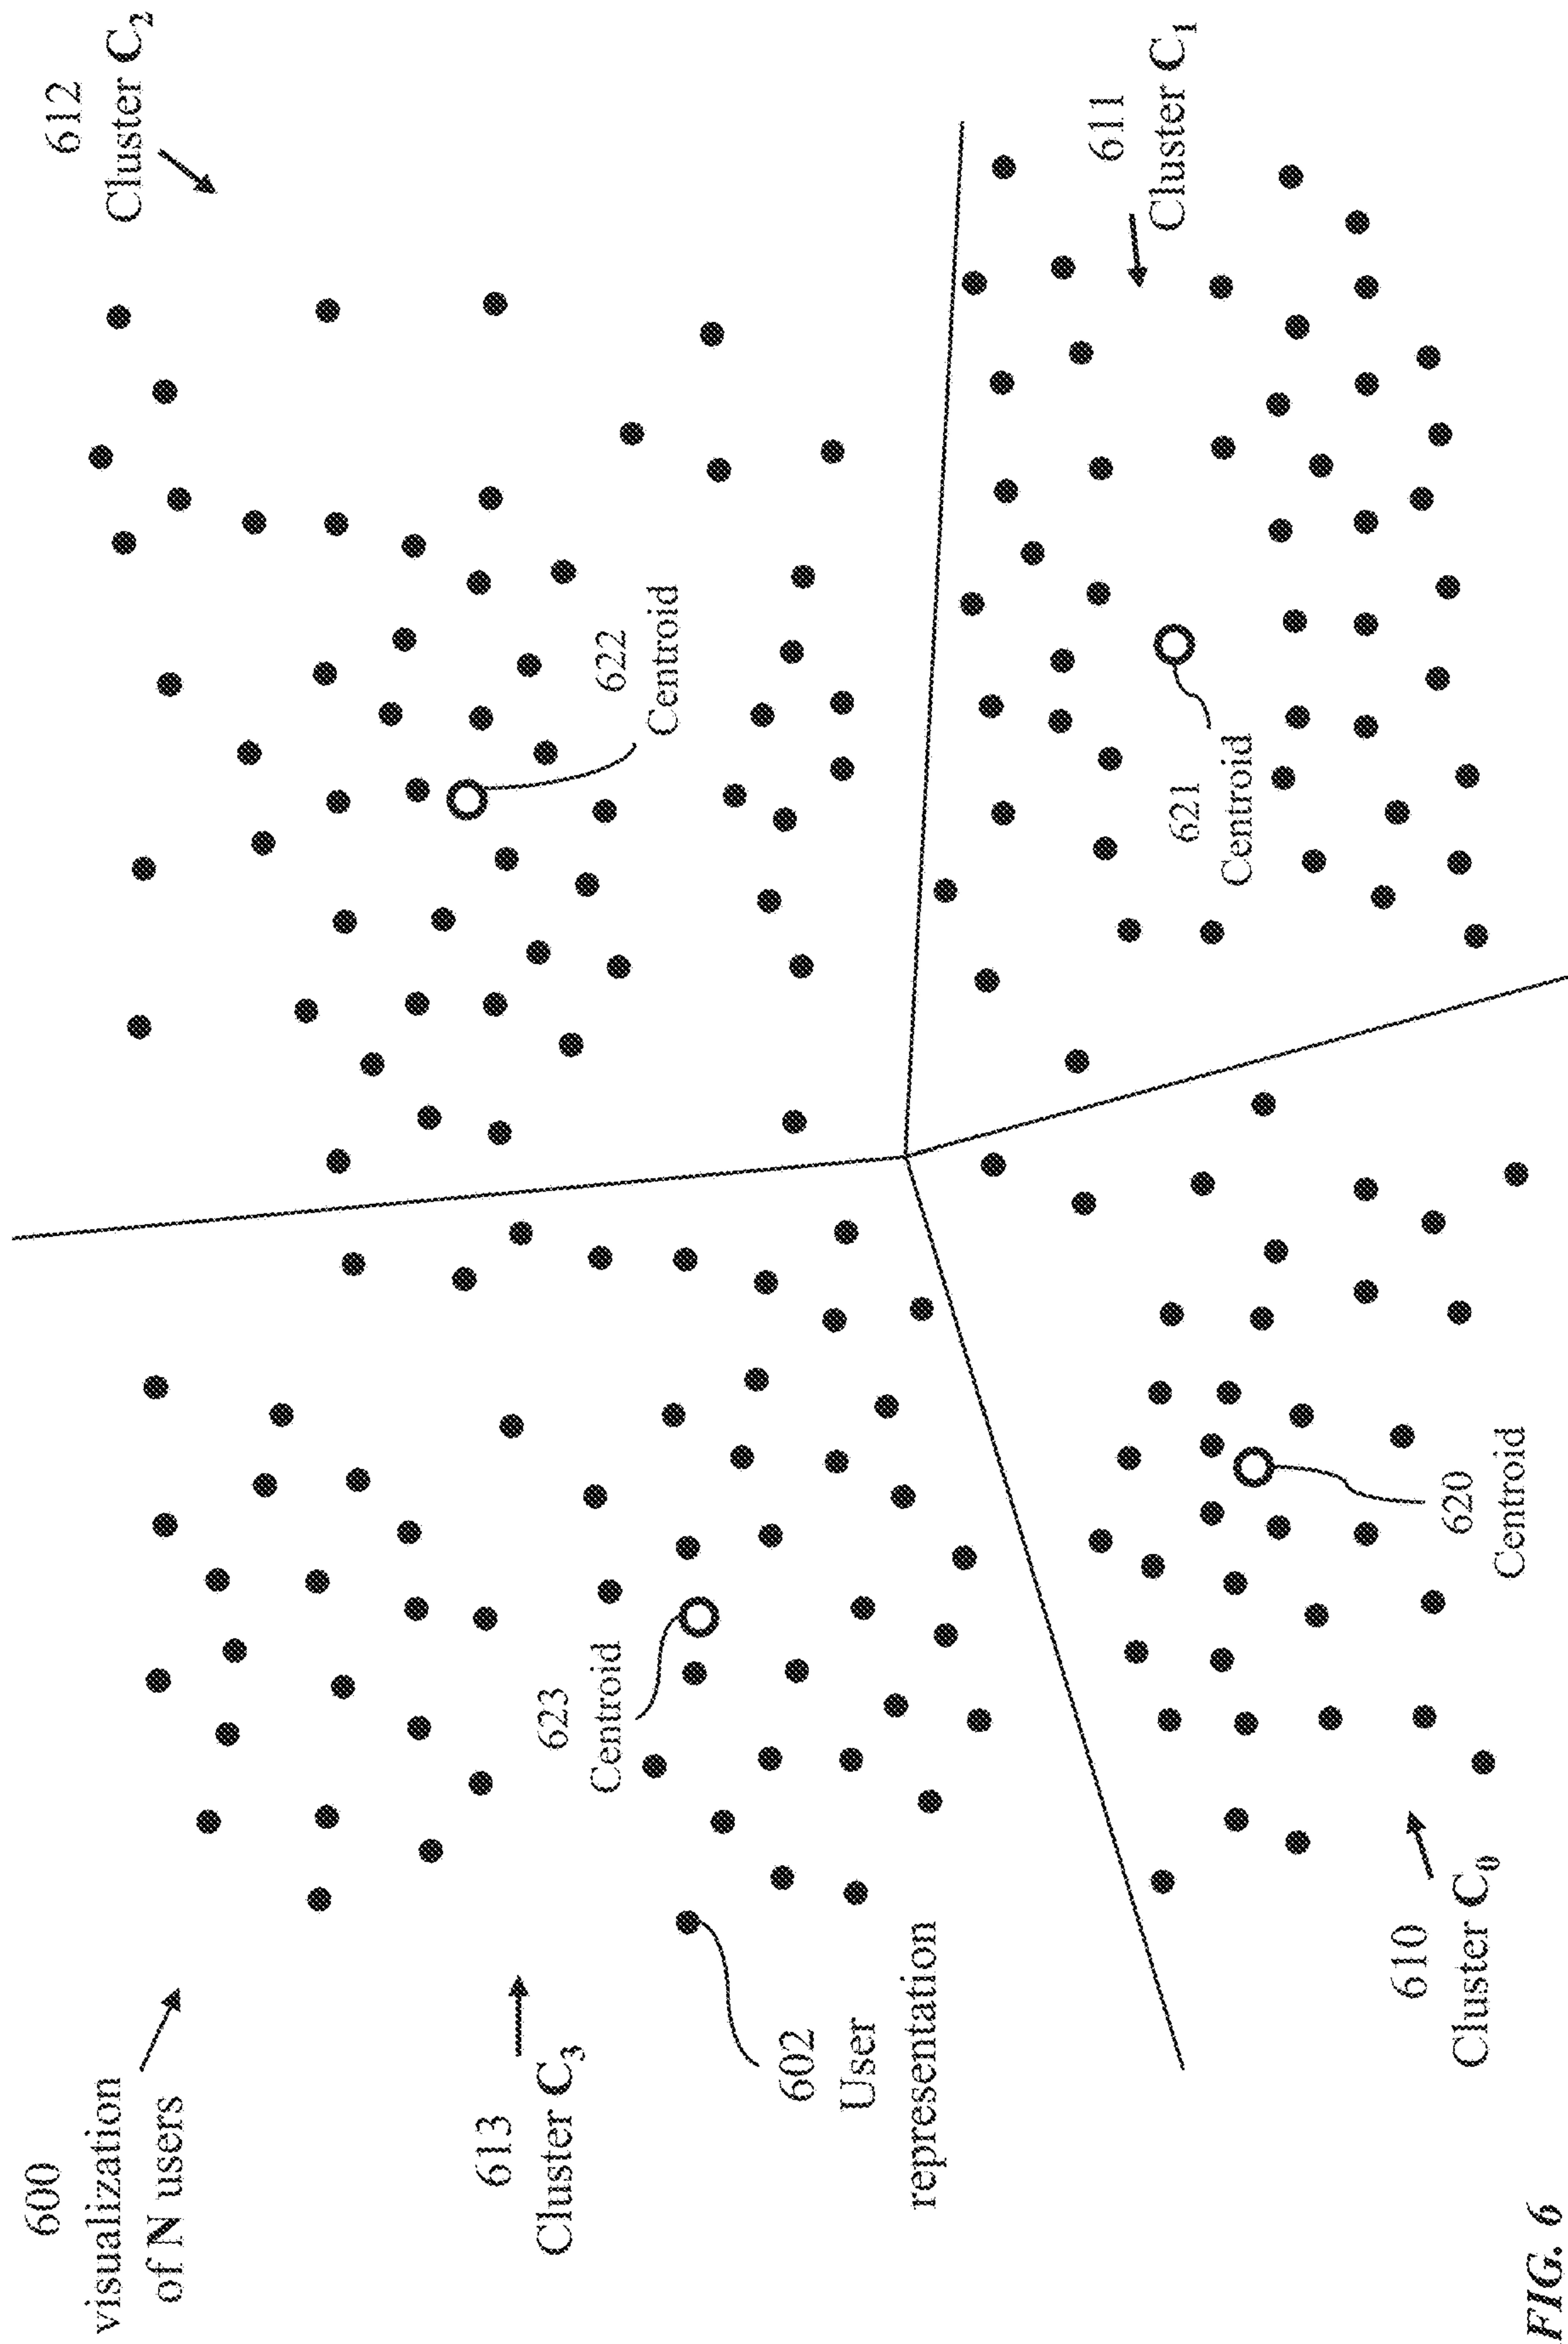 600
visualization
of N users
613
Cluster C₃
602
User
representation
612
Cluster C₂
622
Centroid
623
Centroid
611
Cluster C₁
621
Centroid
610
Cluster C₀
620
Centroid
FIG. 6